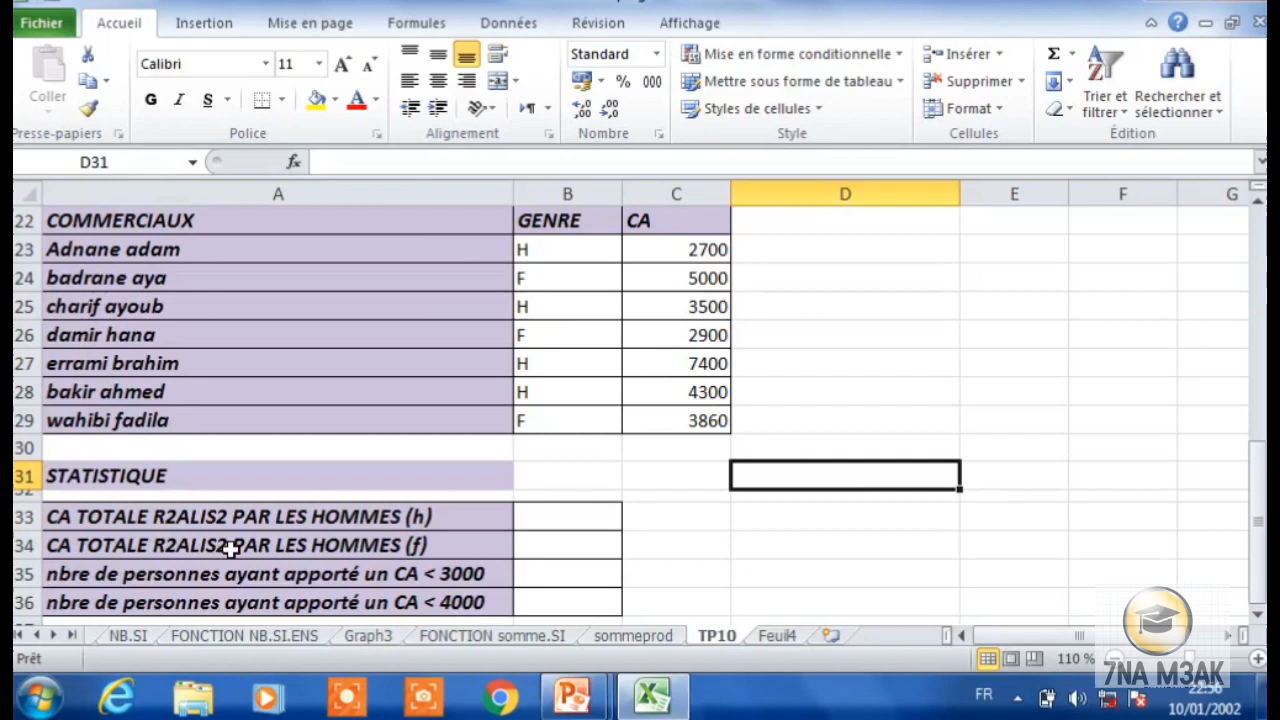 Fichier Accueil Insertion Mise en page Formules Données Révision Affichage
Coller
Calibri 11
G I S
Standard
% 000
Mise en forme conditionnelle
Mettre sous forme de tableau
Styles de cellules
Insérer
Supprimer
Format
Σ
Trier et filtrer
Rechercher et sélectionner
Presse-papiers Police Alignement Nombre Style Cellules Édition
D31 fx
A B C D E F G
22 COMMERCIAUX GENRE CA
23 Adnane adam H 2700
24 badrane aya F 5000
25 charif ayoub H 3500
26 damir hana F 2900
27 errami brahim H 7400
28 bakir ahmed H 4300
29 wahibi fadila F 3860
30
31 STATISTIQUE
32
33 CA TOTALE R2ALIS2 PAR LES HOMMES (h)
34 CA TOTALE R2ALIS2 PAR LES HOMMES (f)
35 nbre de personnes ayant apporté un CA < 3000
36 nbre de personnes ayant apporté un CA < 4000
NB.SI FONCTION NB.SI.ENS Graph3 FONCTION somme.SI sommeprod TP10 Feuil4
Prêt 110 %
7NA M3AK
FR 22:56
10/01/2002